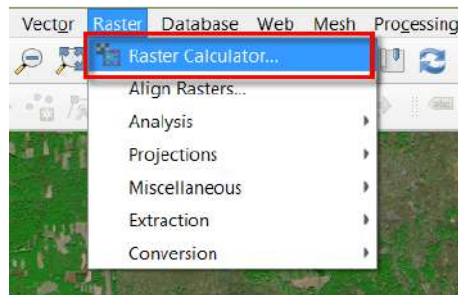 Vector Raster Database Web Mesh Processing
Raster Calculator...
Align Rasters...
Analysis
Projections
Miscellaneous
Extraction
Conversion